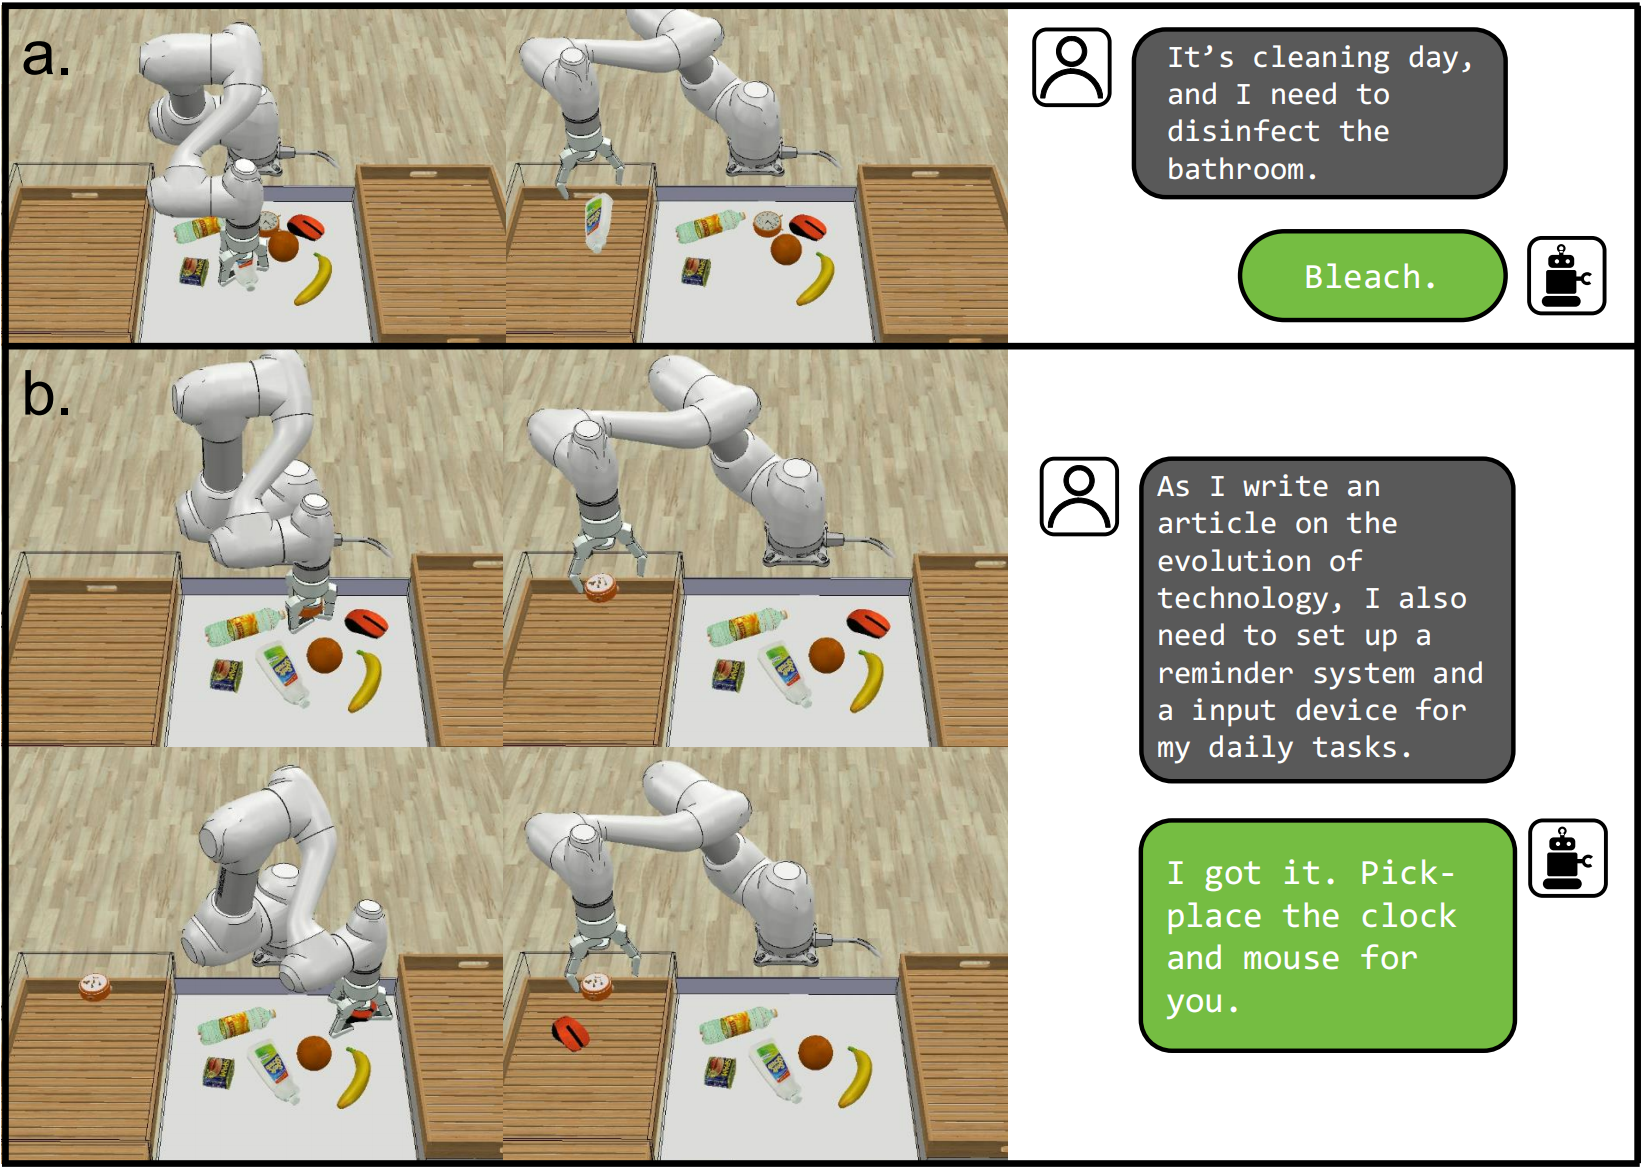 a.
It’s cleaning day,
and I need to
disinfect the
bathroom.
Bleach.
b.
As I write an
article on the
evolution of
technology, I also
need to set up a
reminder system and
a input device for
my daily tasks.
I got it. Pick-
place the clock
and mouse for
you.